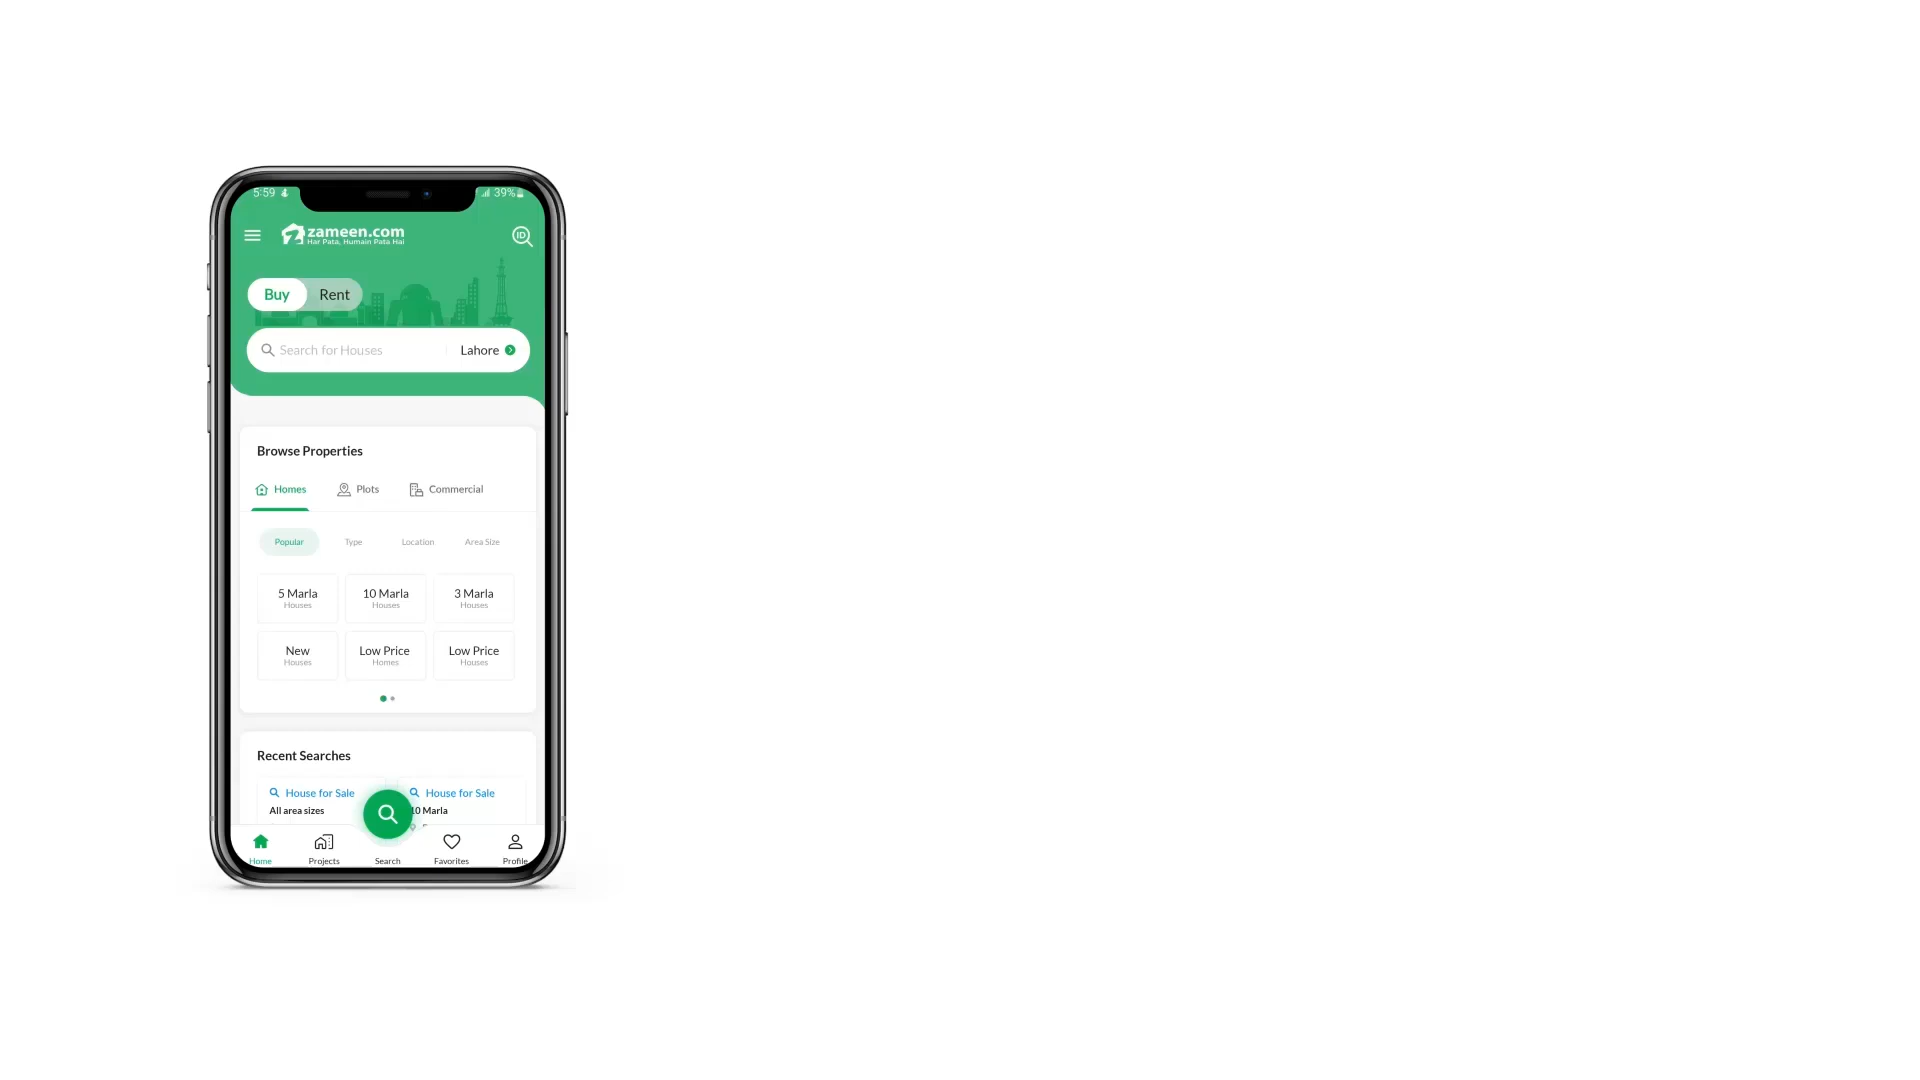 5:59
39%
zameen.com
Har Pata, Humain Pata Hai
ID
Buy Rent
Search for Houses Lahore
Browse Properties
Homes Plots Commercial
Popular Type Location Area Size
5 Marla 10 Marla 3 Marla
Houses Houses Houses
New Low Price Low Price
Houses Homes Houses
Recent Searches
House for Sale House for Sale
All area sizes 10 Marla
Home Projects Search Favorites Profile